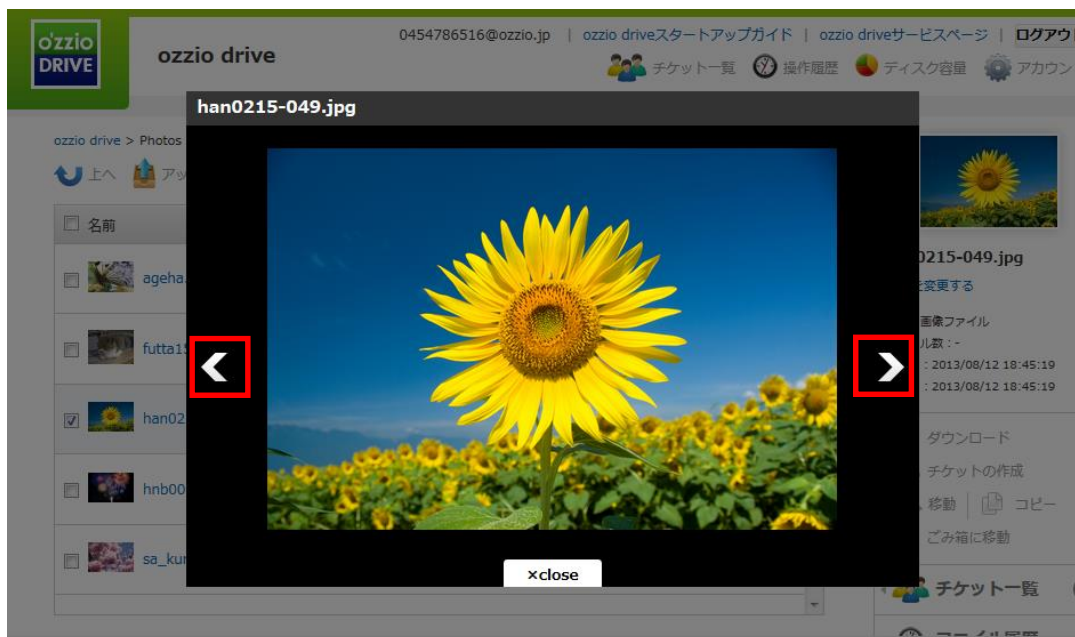 o'zzio
DRIVE
ozzio drive
0454786516@ozzio.jp | ozzio driveスタートアップガイド | ozzio driveサービスページ | ログアウ
チケット一覧 操作履歴 ディスク容量 アカウン
han0215-049.jpg
ozzio drive > Photos
上へ アッ
名前
ageha
futta1
han02
hnb00
sa_ku
×close
0215-049.jpg
を変更する
画像ファイル
ル数 : -
: 2013/08/12 18:45:19
: 2013/08/12 18:45:19
ダウンロード
チケットの作成
移動 | コピー
ごみ箱に移動
チケット一覧